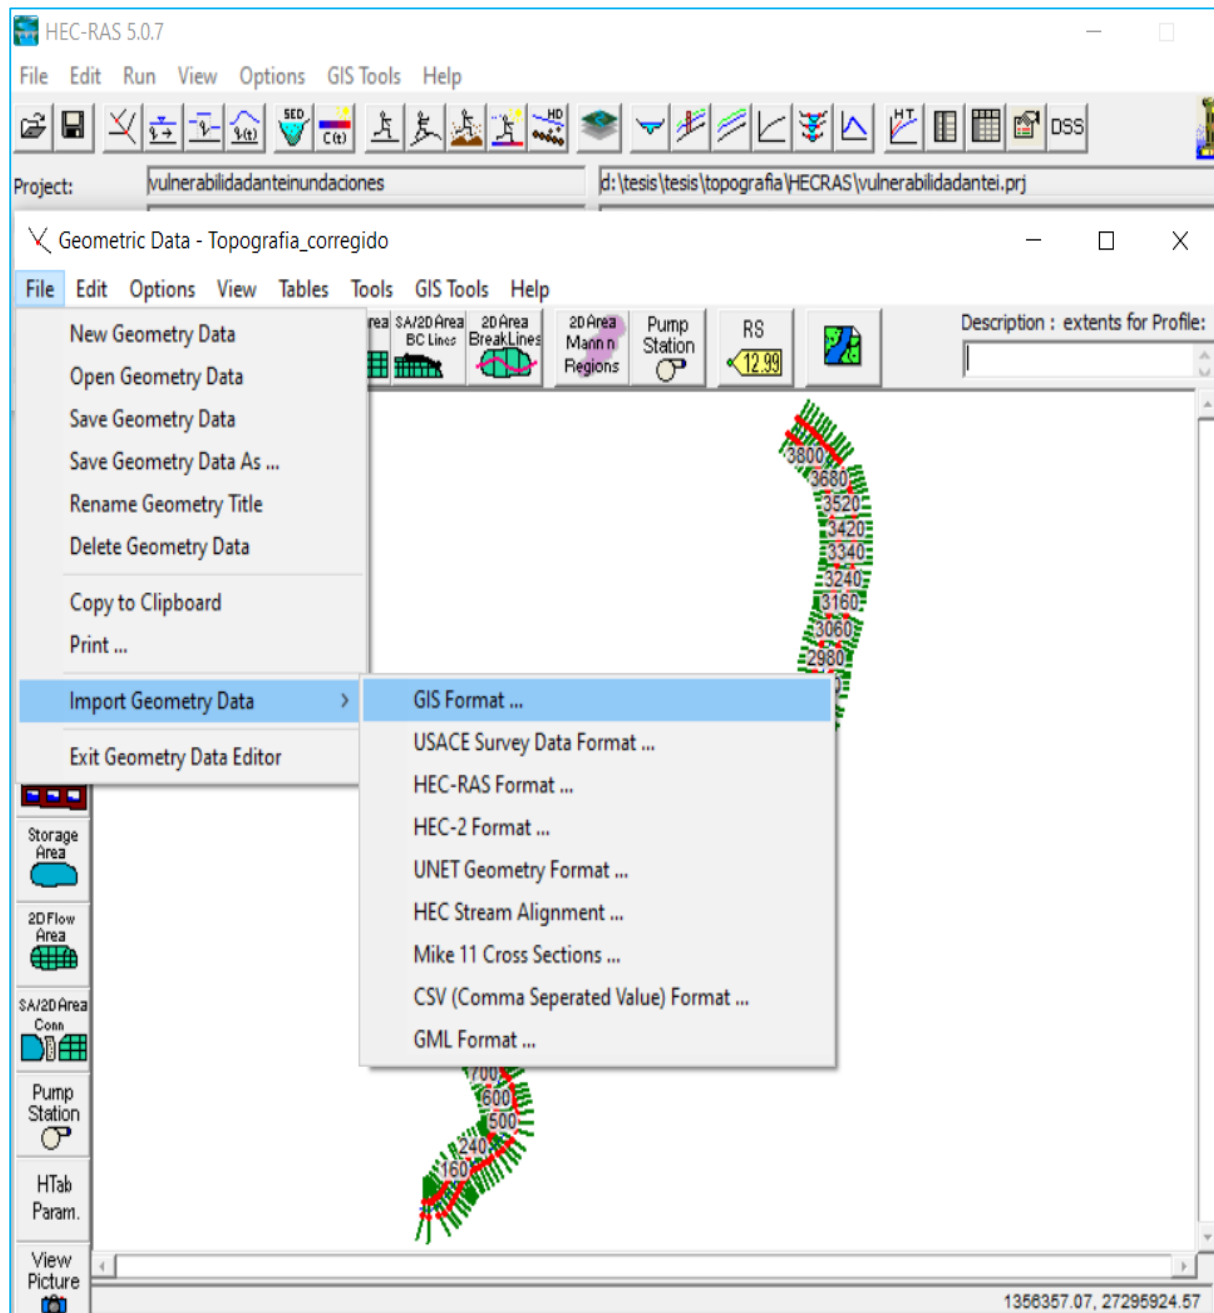 HEC-RAS 5.0.7
File Edit Run View Options GIS Tools Help
SED C(t) HD HT DSS
Project: vulnerabilidadanteinundaciones d:\tesis\tesis\topografia\HECRAS\vulnerabilidadantei.prj
Geometric Data - Topografia_corregido
File Edit Options View Tables Tools GIS Tools Help
SA/2D Area BC Lines
2D Area BreakLines
2D Area Mann n Regions
Pump Station
RS
12.99
Description : extents for Profile:
New Geometry Data
Open Geometry Data
Save Geometry Data
Save Geometry Data As ...
Rename Geometry Title
Delete Geometry Data
Copy to Clipboard
Print ...
Import Geometry Data >
Exit Geometry Data Editor
GIS Format ...
USACE Survey Data Format ...
HEC-RAS Format ...
HEC-2 Format ...
UNET Geometry Format ...
HEC Stream Alignment ...
Mike 11 Cross Sections ...
CSV (Comma Seperated Value) Format ...
GML Format ...
3800
3680
3520
3420
3340
3240
3160
3060
2980
Storage
Area
2D Flow
Area
SA/2D Area
Conn
Pump
Station
HTab
Param.
View
Picture
700
600
500
240
160
1356357.07, 27295924.57